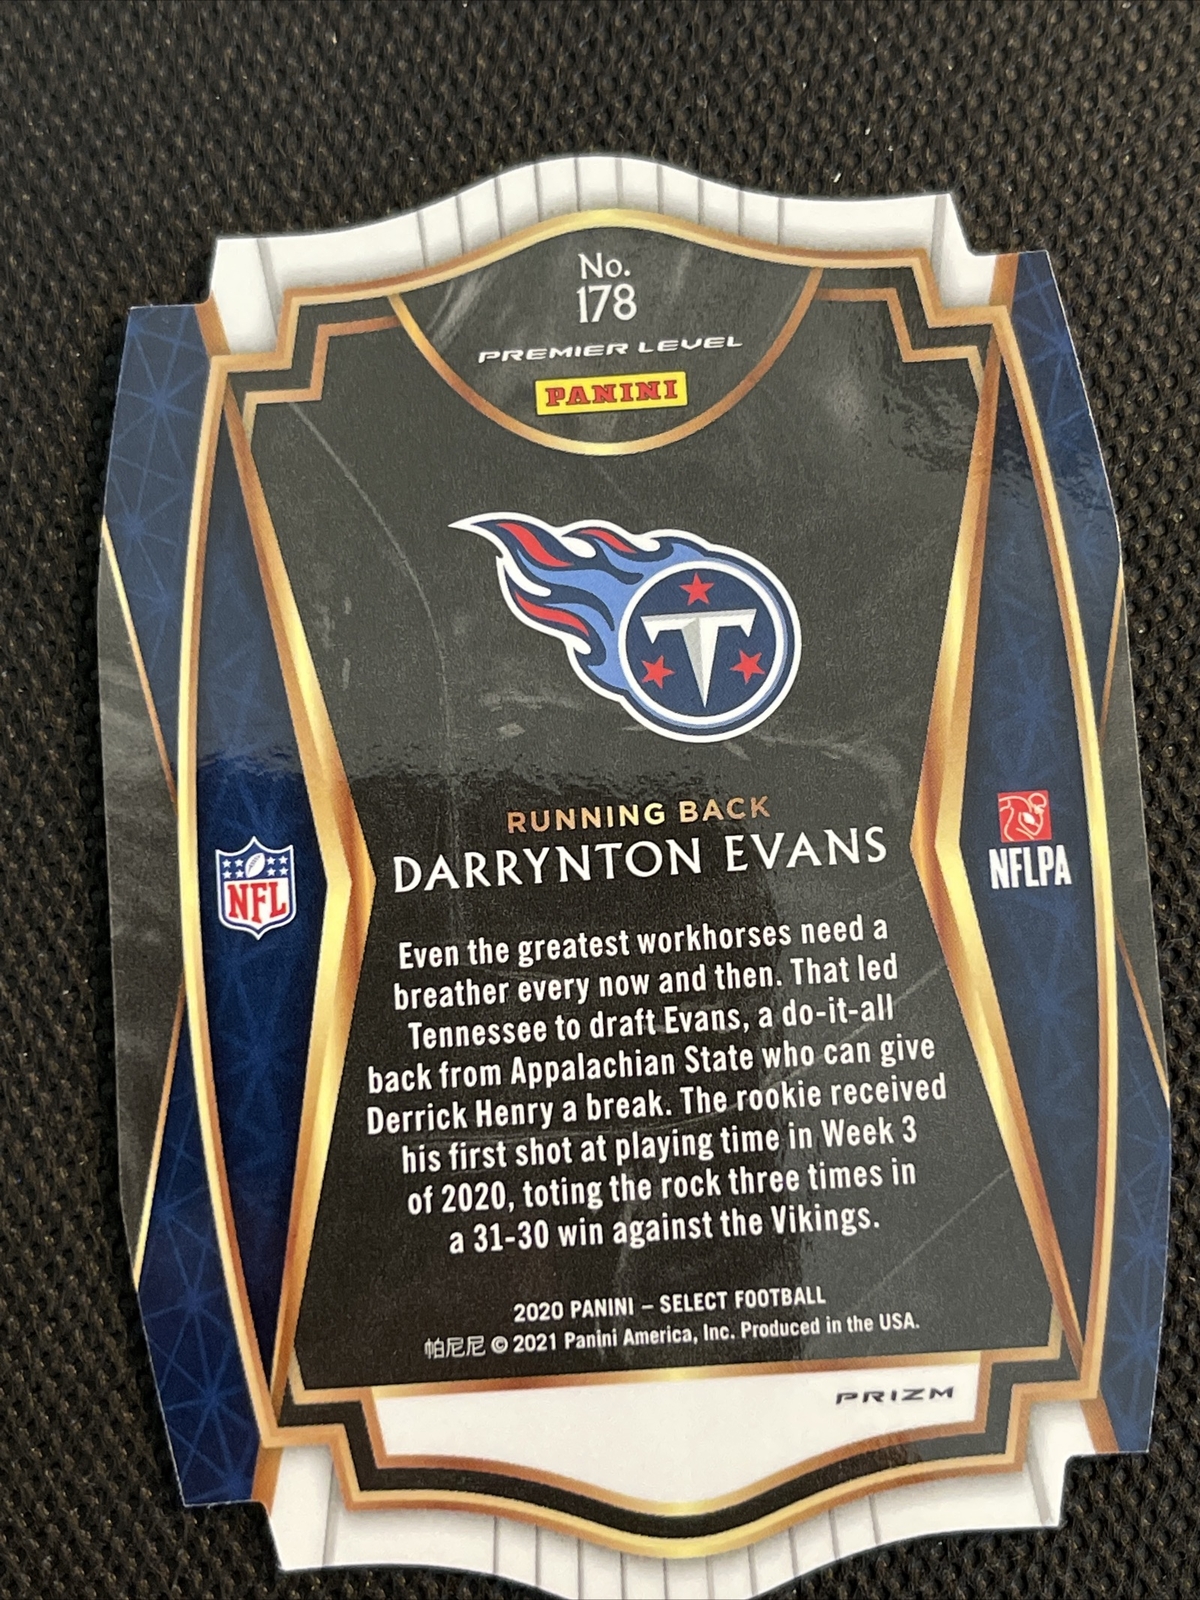 No.
178
PREMIER LEVEL
PANINI
T
RUNNING BACK
DARRYNTON EVANS
NFL
NFLPA
Even the greatest workhorses need a
breather every now and then. That led
Tennessee to draft Evans, a do-it-all
back from Appalachian State who can give
Derrick Henry a break. The rookie received
his first shot at playing time in Week 3
of 2020, toting the rock three times in
a 31-30 win against the Vikings.
2020 PANINI – SELECT FOOTBALL
帕尼尼 © 2021 Panini America, Inc. Produced in the USA.
PRIZM